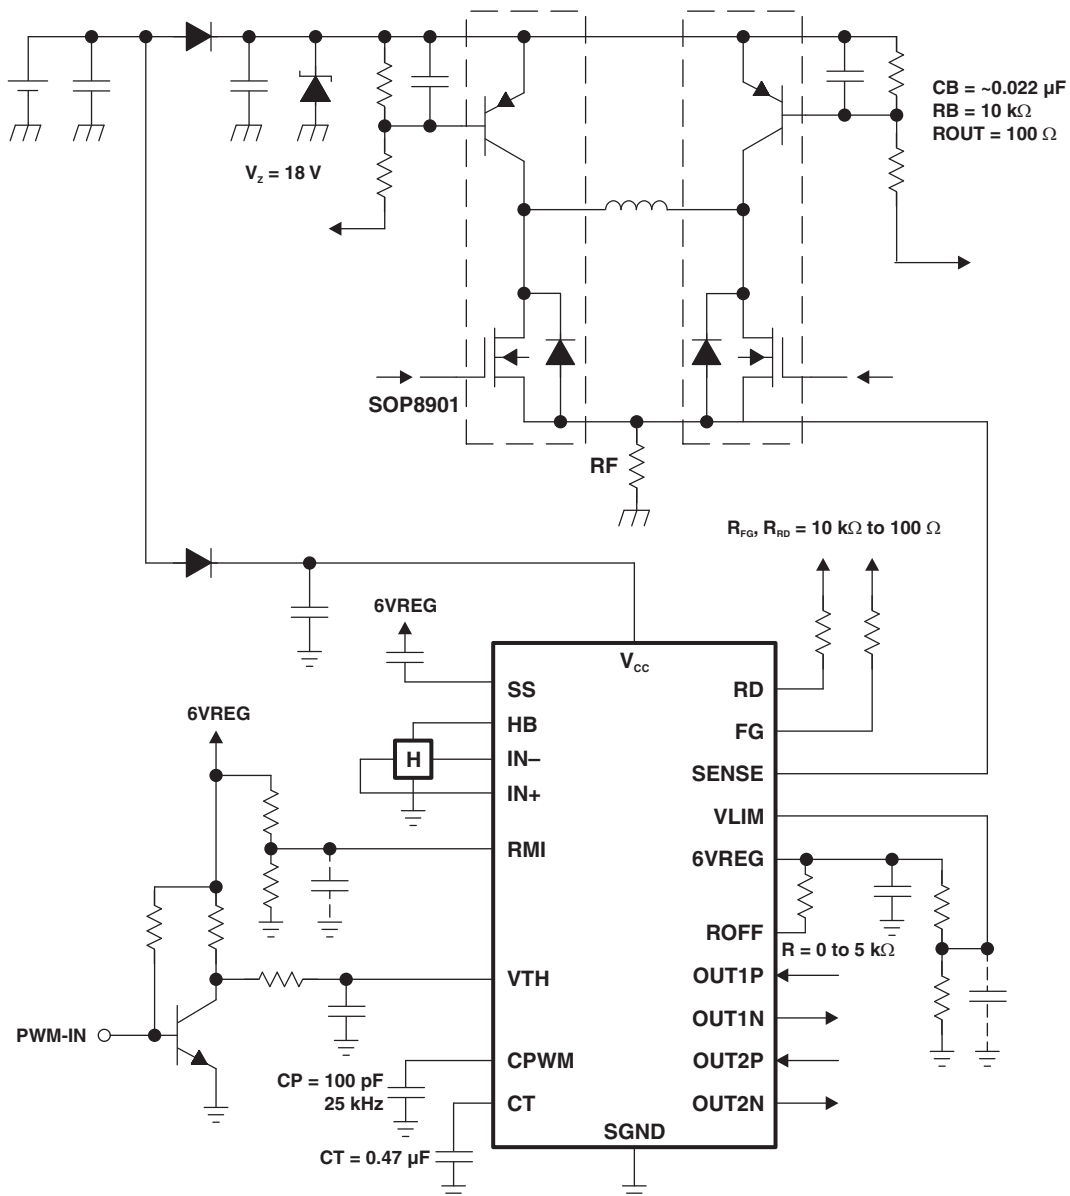 CB = ~0.022 µF
RB = 10 kΩ
ROUT = 100 Ω
VZ = 18 V
SOP8901
RF
RFG, RRD = 10 kΩ to 100 Ω
6VREG
VCC
SS
RD
6VREG
HB
FG
H
IN–
SENSE
IN+
VLIM
RMI
6VREG
ROFF
R = 0 to 5 kΩ
VTH
OUT1P
OUT1N
PWM-IN
CPWM
OUT2P
CP = 100 pF
25 kHz
CT
OUT2N
SGND
CT = 0.47 µF